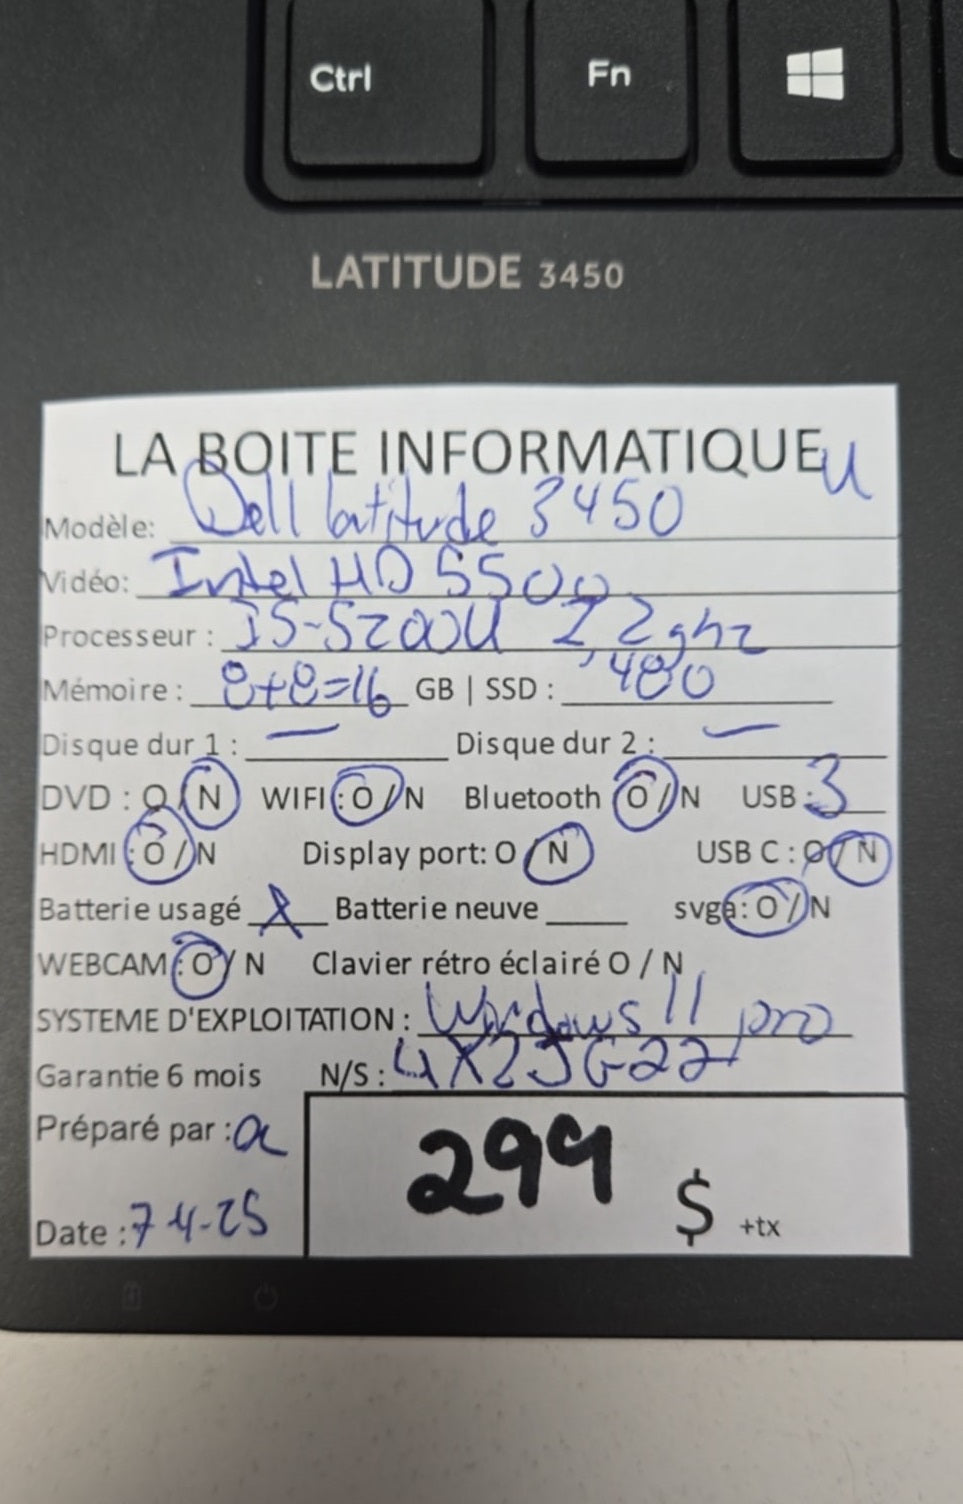 Ctrl Fn
LATITUDE 3450
LA BOITE INFORMATIQUE U
Modèle: Dell latitude 3450
Vidéo: Intel HD 5500
Processeur : I5-5200U 2,2ghz
Mémoire : 8+8=16 GB | SSD : 480
Disque dur 1 : — Disque dur 2 : —
DVD : O/N WIFI : O/N Bluetooth O/N USB : 3
HDMI : O/N Display port: O/N USB C : O/N
Batterie usagé X Batterie neuve ____ svga: O/N
WEBCAM : O/N Clavier rétro éclairé O / N
SYSTEME D'EXPLOITATION : Windows 11 pro
Garantie 6 mois N/S : 4X2JG22
Préparé par : a
299 $ +tx
Date : 7-4-25